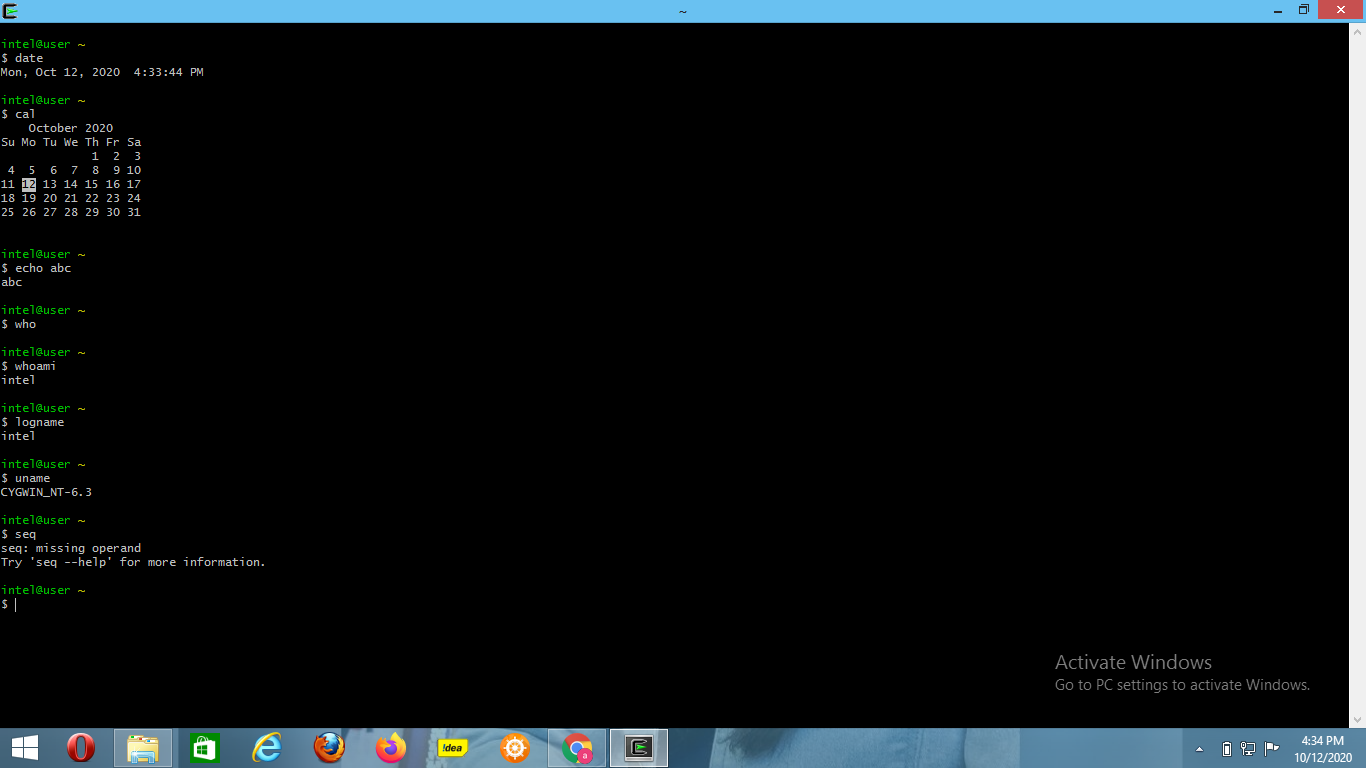 ~
intel@user ~
$ date
Mon, Oct 12, 2020  4:33:44 PM
intel@user ~
$ cal
    October 2020
Su Mo Tu We Th Fr Sa
             1  2  3
 4  5  6  7  8  9 10
11 12 13 14 15 16 17
18 19 20 21 22 23 24
25 26 27 28 29 30 31
intel@user ~
$ echo abc
abc
intel@user ~
$ who
intel@user ~
$ whoami
intel
intel@user ~
$ logname
intel
intel@user ~
$ uname
CYGWIN_NT-6.3
intel@user ~
$ seq
seq: missing operand
Try 'seq --help' for more information.
intel@user ~
$
Activate Windows
Go to PC settings to activate Windows.
!dea
a
4:34 PM
10/12/2020